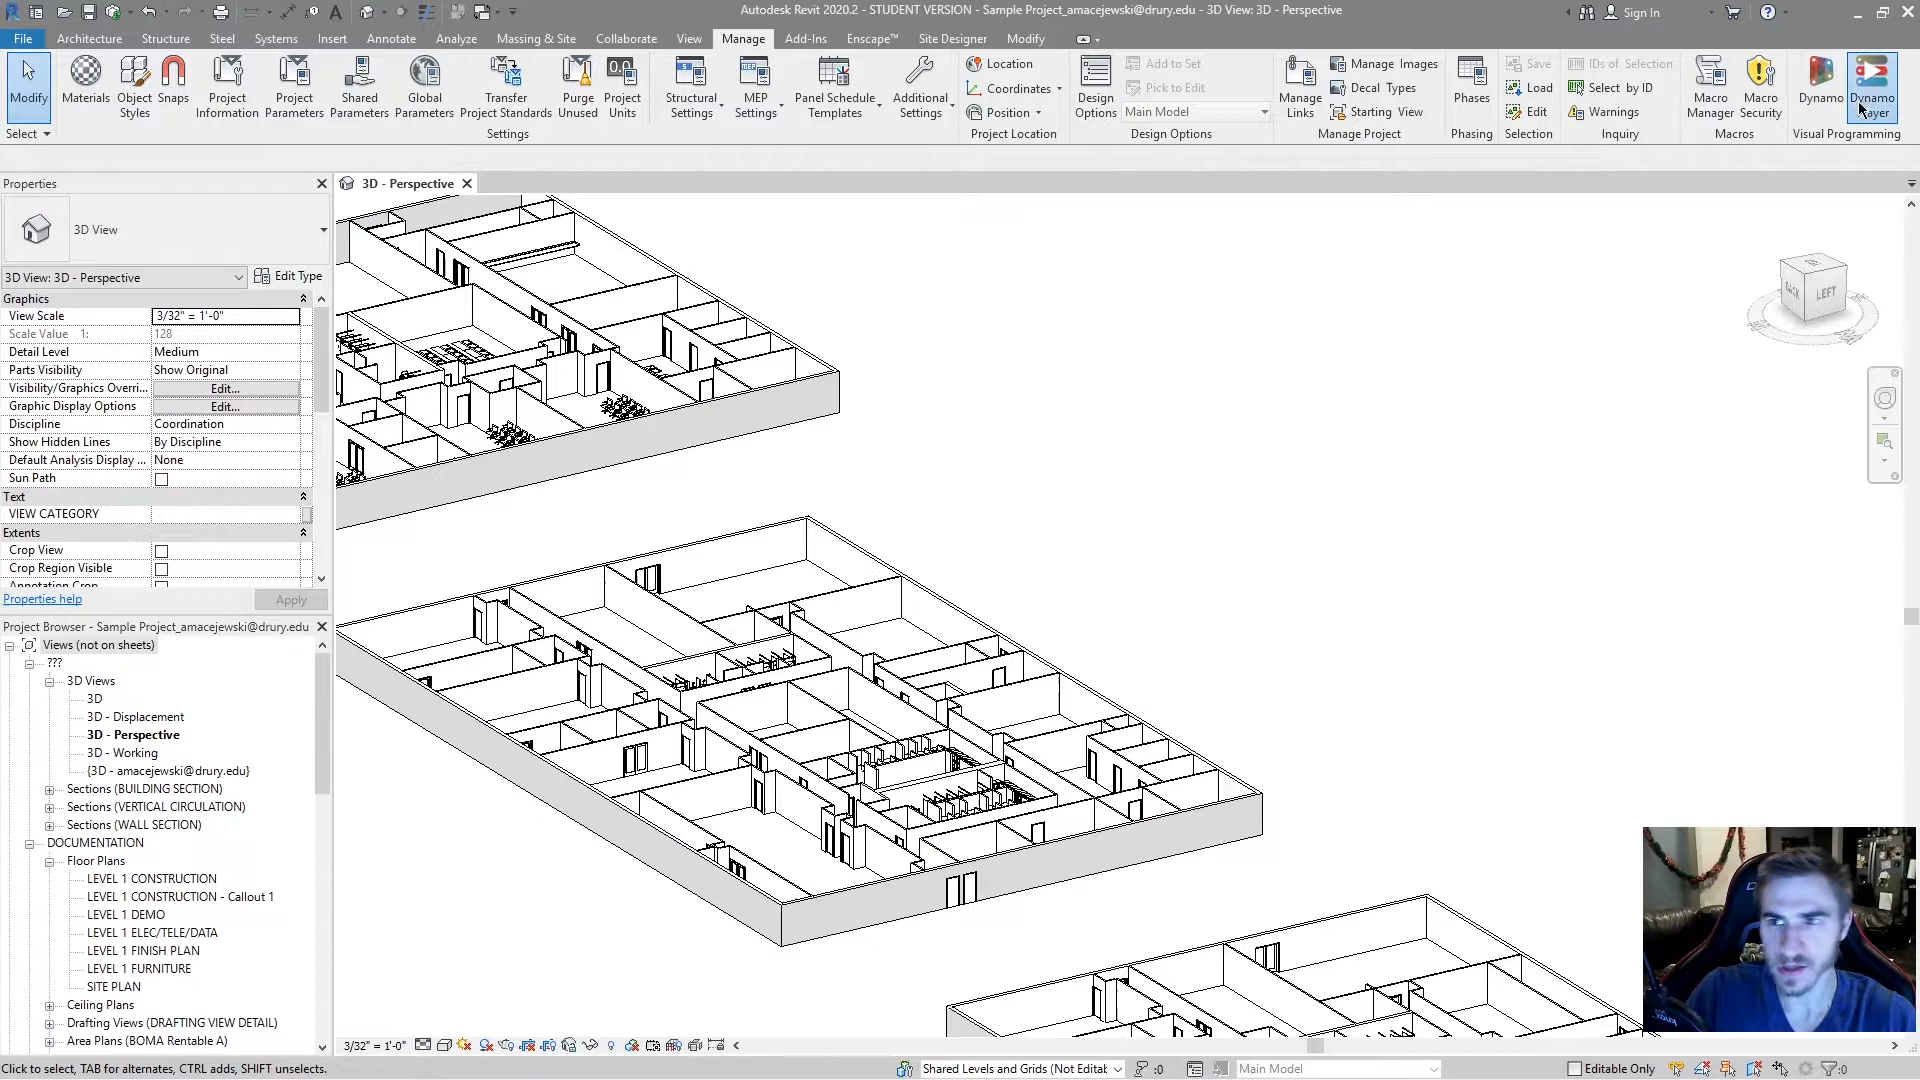 Autodesk Revit 2020.2 - STUDENT VERSION - Sample Project_amacejewski@drury.edu - 3D View: 3D - Perspective
Sign In
File Architecture Structure Steel Systems Insert Annotate Analyze Massing & Site Collaborate View Manage Add-Ins Enscape™ Site Designer Modify
Modify
Materials
Object Styles
Snaps
Project Information
Project Parameters
Shared Parameters
Global Parameters
Transfer Project Standards
Purge Unused
Project Units
Structural Settings
MEP Settings
Panel Schedule Templates
Additional Settings
Location
Coordinates
Position
Design Options
Add to Set
Pick to Edit
Main Model
Manage Links
Manage Images
Decal Types
Starting View
Phases
Save
Load
Edit
IDs of Selection
Select by ID
Warnings
Macro Manager
Macro Security
Dynamo
Dynamo
Select
Settings
Project Location
Design Options
Manage Project
Phasing
Selection
Inquiry
Macros
Visual Programming
Properties
3D - Perspective
3D View
3D View: 3D - Perspective
Edit Type
Graphics
View Scale 3/32" = 1'-0"
Scale Value 1: 128
Detail Level Medium
Parts Visibility Show Original
Visibility/Graphics Overri... Edit...
Graphic Display Options Edit...
Discipline Coordination
Show Hidden Lines By Discipline
Default Analysis Display ... None
Sun Path
Text
VIEW CATEGORY
Extents
Crop View
Crop Region Visible
Annotation Crop
Properties help
Apply
BACK
LEFT
Project Browser - Sample Project_amacejewski@drury.edu
Views (not on sheets)
???
3D Views
3D
3D - Displacement
3D - Perspective
3D - Working
{3D - amacejewski@drury.edu}
Sections (BUILDING SECTION)
Sections (VERTICAL CIRCULATION)
Sections (WALL SECTION)
DOCUMENTATION
Floor Plans
LEVEL 1 CONSTRUCTION
LEVEL 1 CONSTRUCTION - Callout 1
LEVEL 1 DEMO
LEVEL 1 ELEC/TELE/DATA
LEVEL 1 FINISH PLAN
LEVEL 1 FURNITURE
SITE PLAN
Ceiling Plans
Drafting Views (DRAFTING VIEW DETAIL)
Area Plans (BOMA Rentable A)
3/32" = 1'-0"
Click to select, TAB for alternates, CTRL adds, SHIFT unselects.
Shared Levels and Grids (Not Editab
:0
Main Model
Editable Only
:0